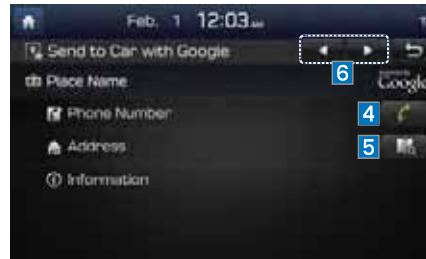 Feb. 1 12:03 AM
Send to Car with Google
6
Place Name
Google
Phone Number
4
Address
5
Information